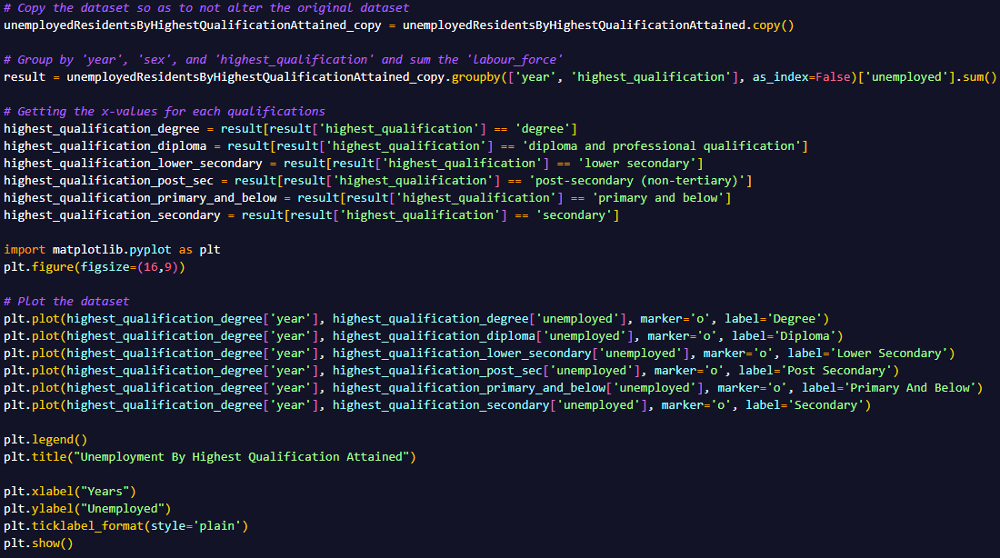 # Copy the dataset so as to not alter the original dataset
unemployedResidentsByHighestQualificationAttained_copy = unemployedResidentsByHighestQualificationAttained.copy()
# Group by 'year', 'sex', and 'highest_qualification' and sum the 'labour_force'
result = unemployedResidentsByHighestQualificationAttained_copy.groupby(['year', 'highest_qualification'], as_index=False)['unemployed'].sum()
# Getting the x-values for each qualifications
highest_qualification_degree = result[result['highest_qualification'] == 'degree']
highest_qualification_diploma = result[result['highest_qualification'] == 'diploma and professional qualification']
highest_qualification_lower_secondary = result[result['highest_qualification'] == 'lower secondary']
highest_qualification_post_sec = result[result['highest_qualification'] == 'post-secondary (non-tertiary)']
highest_qualification_primary_and_below = result[result['highest_qualification'] == 'primary and below']
highest_qualification_secondary = result[result['highest_qualification'] == 'secondary']
import matplotlib.pyplot as plt
plt.figure(figsize=(16,9))
# Plot the dataset
plt.plot(highest_qualification_degree['year'], highest_qualification_degree['unemployed'], marker='o', label='Degree')
plt.plot(highest_qualification_degree['year'], highest_qualification_diploma['unemployed'], marker='o', label='Diploma')
plt.plot(highest_qualification_degree['year'], highest_qualification_lower_secondary['unemployed'], marker='o', label='Lower Secondary')
plt.plot(highest_qualification_degree['year'], highest_qualification_post_sec['unemployed'], marker='o', label='Post Secondary')
plt.plot(highest_qualification_degree['year'], highest_qualification_primary_and_below['unemployed'], marker='o', label='Primary And Below')
plt.plot(highest_qualification_degree['year'], highest_qualification_secondary['unemployed'], marker='o', label='Secondary')
plt.legend()
plt.title("Unemployment By Highest Qualification Attained")
plt.xlabel("Years")
plt.ylabel("Unemployed")
plt.ticklabel_format(style='plain')
plt.show()